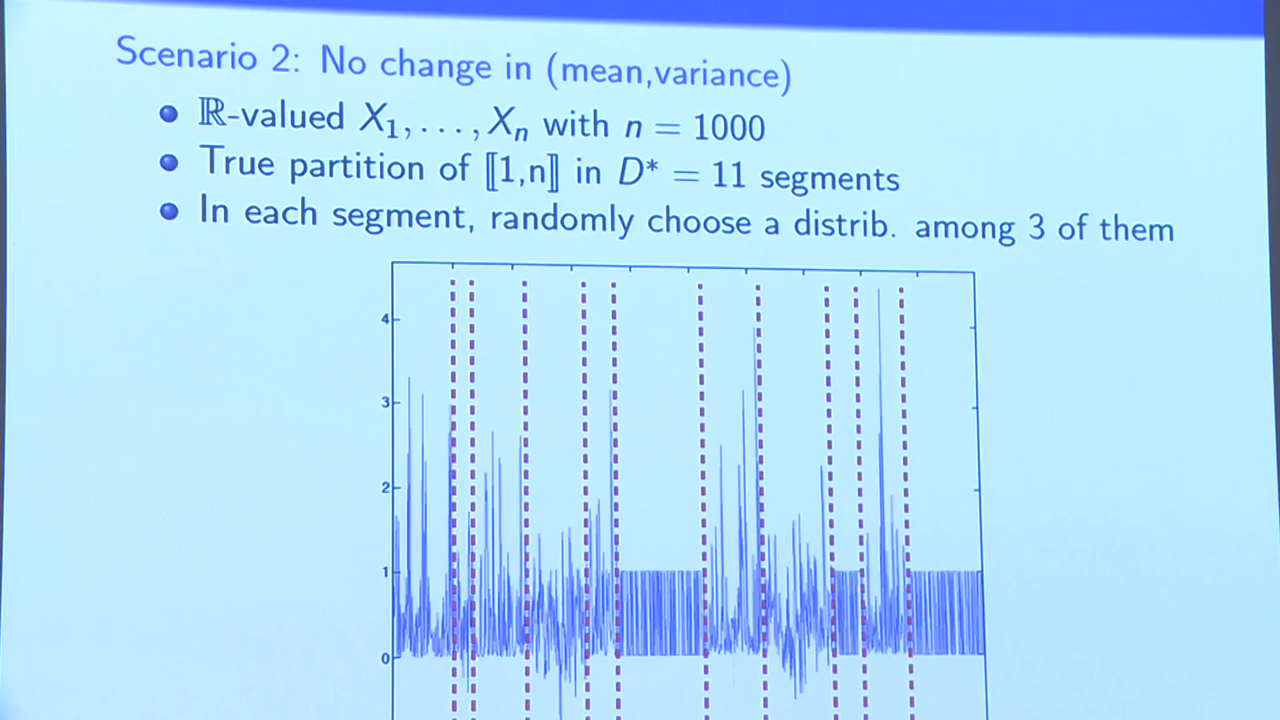 Scenario 2: No change in (mean,variance)
ℝ-valued X₁, . . . , Xₙ with n = 1000
True partition of ⟦1,n⟧ in D* = 11 segments
In each segment, randomly choose a distrib. among 3 of them
4
3
2
1
0